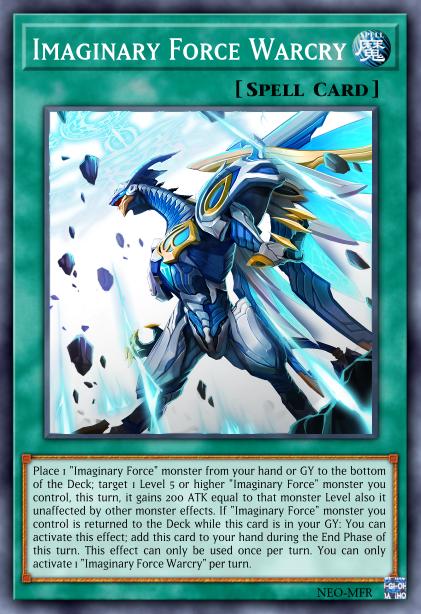 IMAGINARY FORCE WARCRY
SPELL
魔
[ SPELL CARD ]
Place 1 "Imaginary Force" monster from your hand or GY to the bottom
of the Deck; target 1 Level 5 or higher "Imaginary Force" monster you
control, this turn, it gains 200 ATK equal to that monster Level also it
unaffected by other monster effects. If "Imaginary Force" monster you
control is returned to the Deck while this card is in your GY: You can
activate this effect; add this card to your hand during the End Phase of
this turn. This effect can only be used once per turn. You can only
activate 1 "Imaginary Force Warcry" per turn.
NEO-MFR